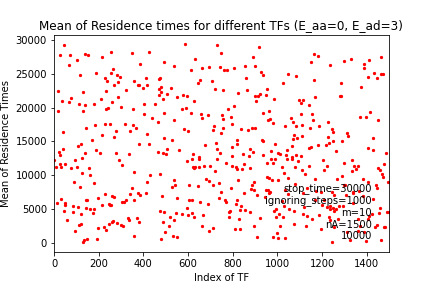 Mean of Residence times for different TFs (E_aa=0, E_ad=3)
Mean of Residence Times
30000
25000
20000
15000
10000
5000
0
stop_time=30000
Ignoring_steps=1000
m=10
nA=1500
1000
0 200 400 600 800 1000 1200 1400
Index of TF